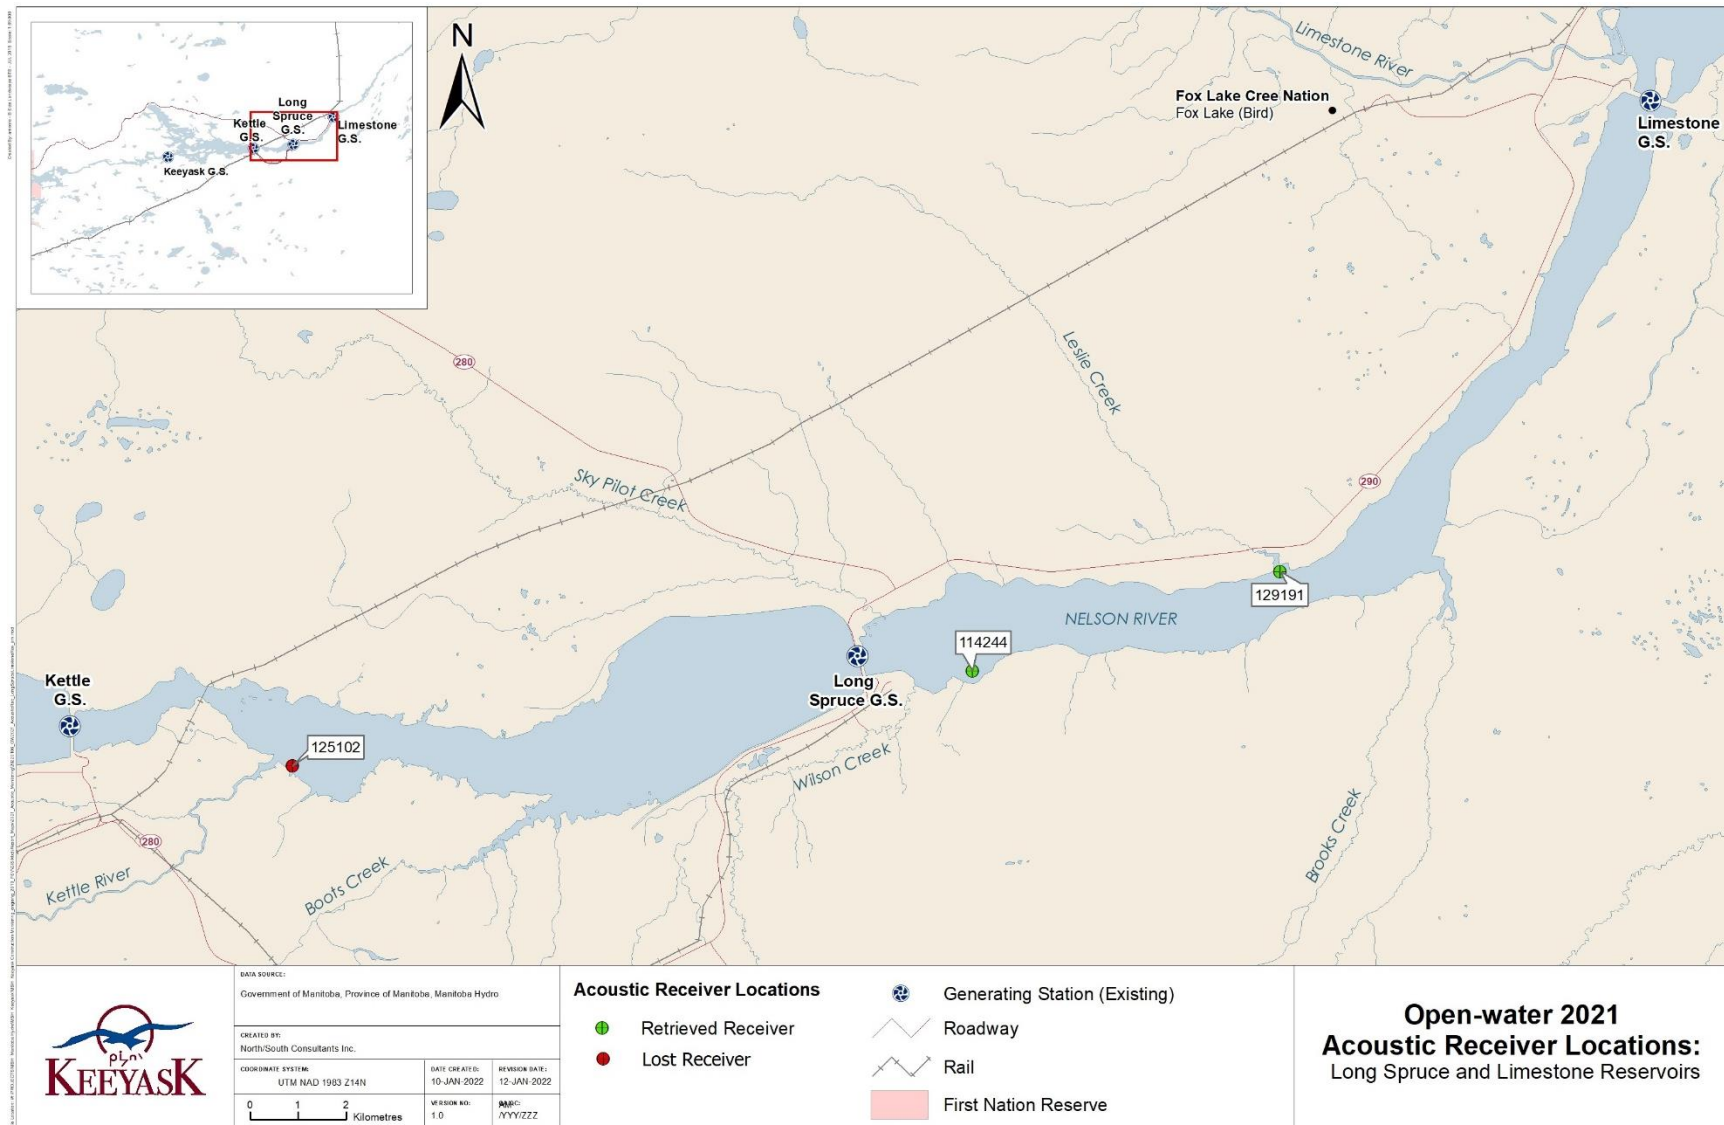 N
Long
Spruce
G.S.
Kettle
G.S.
Limestone
G.S.
Keeyask G.S.
Limestone River
Fox Lake Cree Nation
Fox Lake (Bird)
Limestone
G.S.
280
Leslie Creek
Sky Pilot Creek
290
129191
NELSON RIVER
114244
Long
Spruce G.S.
Kettle
G.S.
125102
Wilson Creek
280
Brooks Creek
Boots Creek
Kettle River
KEEYASK
DATA SOURCE:
Government of Manitoba, Province of Manitoba, Manitoba Hydro
CREATED BY:
North/South Consultants Inc.
COORDINATE SYSTEM:
UTM NAD 1983 Z14N
DATE CREATED:
10-JAN-2022
REVISION DATE:
12-JAN-2022
0 1 2
Kilometres
VERSION NO:
1.0
/YYY/ZZZ
Acoustic Receiver Locations
Retrieved Receiver
Lost Receiver
Generating Station (Existing)
Roadway
Rail
First Nation Reserve
Open-water 2021
Acoustic Receiver Locations:
Long Spruce and Limestone Reservoirs